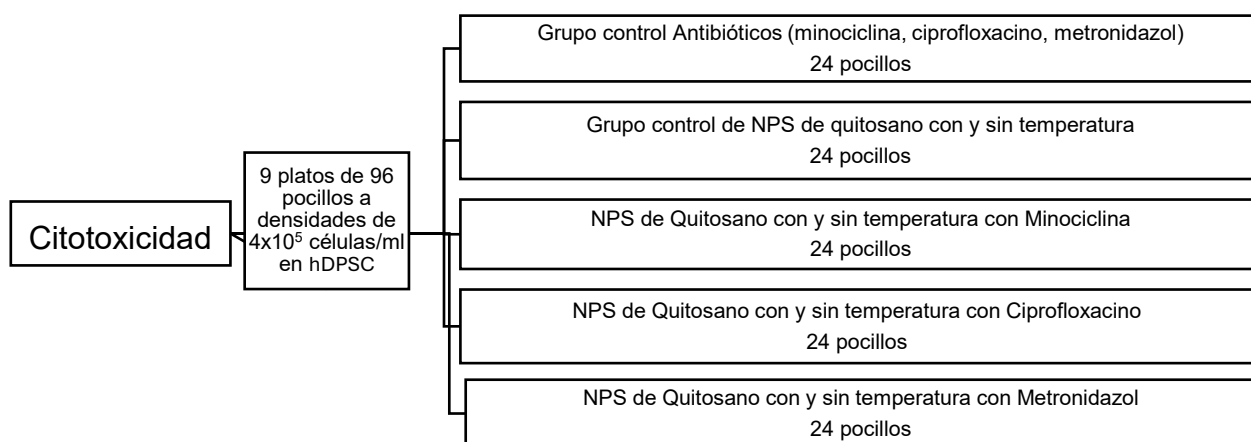 Citotoxicidad
9 platos de 96
pocillos a
densidades de
4x10⁵ células/ml
en hDPSC
Grupo control Antibióticos (minociclina, ciprofloxacino, metronidazol)
24 pocillos
Grupo control de NPS de quitosano con y sin temperatura
24 pocillos
NPS de Quitosano con y sin temperatura con Minociclina
24 pocillos
NPS de Quitosano con y sin temperatura con Ciprofloxacino
24 pocillos
NPS de Quitosano con y sin temperatura con Metronidazol
24 pocillos